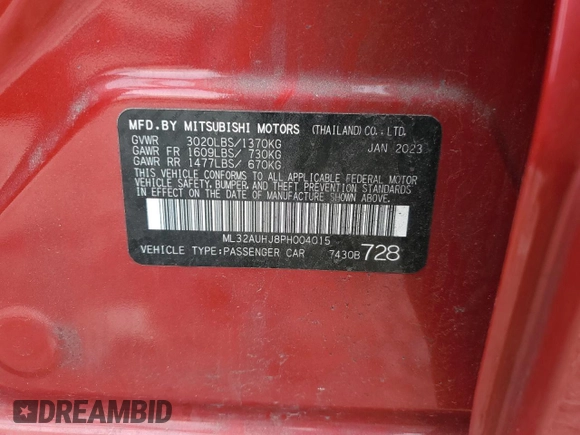 MFD.BY MITSUBISHI MOTORS (THAILAND) CO., LTD.
GVWR 3020LBS/1370KG JAN 2023
GAWR FR 1609LBS/ 730KG
GAWR RR 1477LBS/ 670KG
THIS VEHICLE CONFORMS TO ALL APPLICABLE FEDERAL MOTOR
VEHICLE SAFETY, BUMPER, AND THEFT PREVENTION STANDARDS
IN EFFECT ON THE DATE OF MANUFACTURE SHOWN ABOVE.
ML32AUHJ8PH004015
VEHICLE TYPE:PASSENGER CAR 7430B 728
DREAMBID